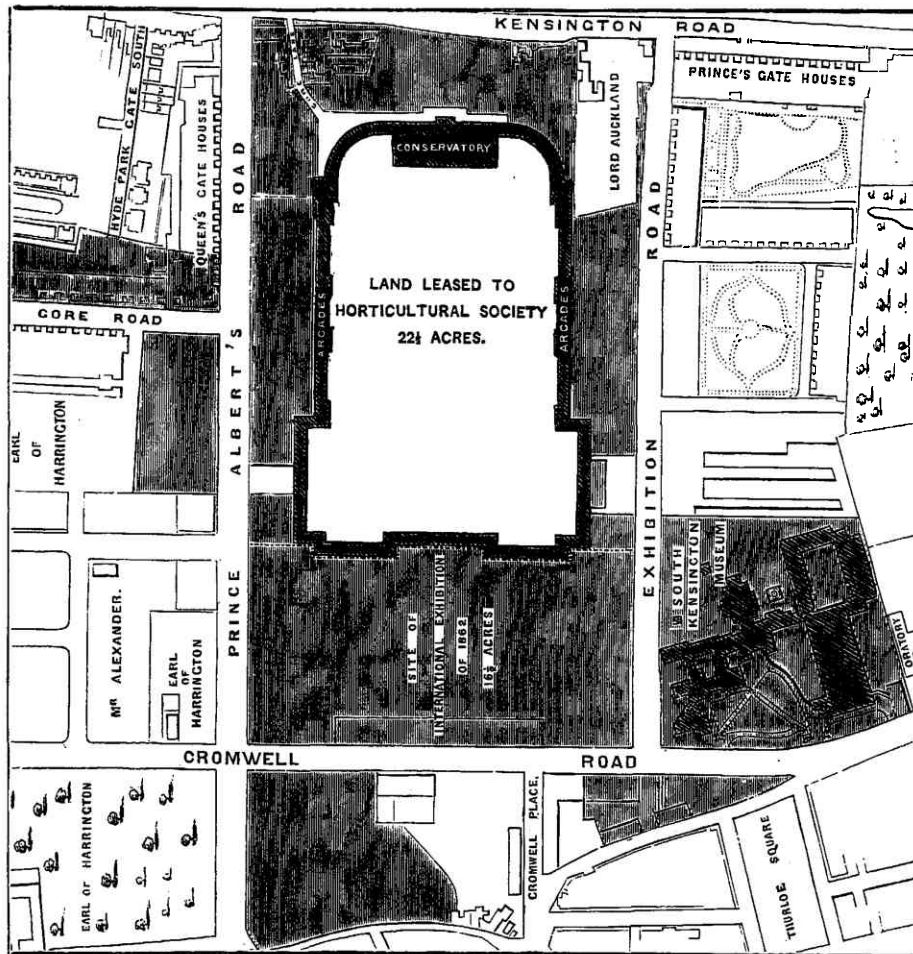 KENSINGTON ROAD
PRINCE'S GATE HOUSES
HYDE PARK GATE SOUTH
QUEEN'S GATE HOUSES
LORD AUCKLAND
CONSERVATORY
PRINCE ALBERT'S ROAD
EXHIBITION ROAD
ARCADES
ARCADES
LAND LEASED TO
HORTICULTURAL SOCIETY
22½ ACRES.
GORE ROAD
EARL
OF
HARRINGTON
MR ALEXANDER.
EARL
OF
HARRINGTON
SITE OF
INTERNATIONAL EXHIBITION
OF 1862
16½ ACRES
SOUTH
KENSINGTON
MUSEUM
ORATORY
CROMWELL ROAD
EARL OF HARRINGTON
CROMWELL PLACE.
THURLOE SQUARE